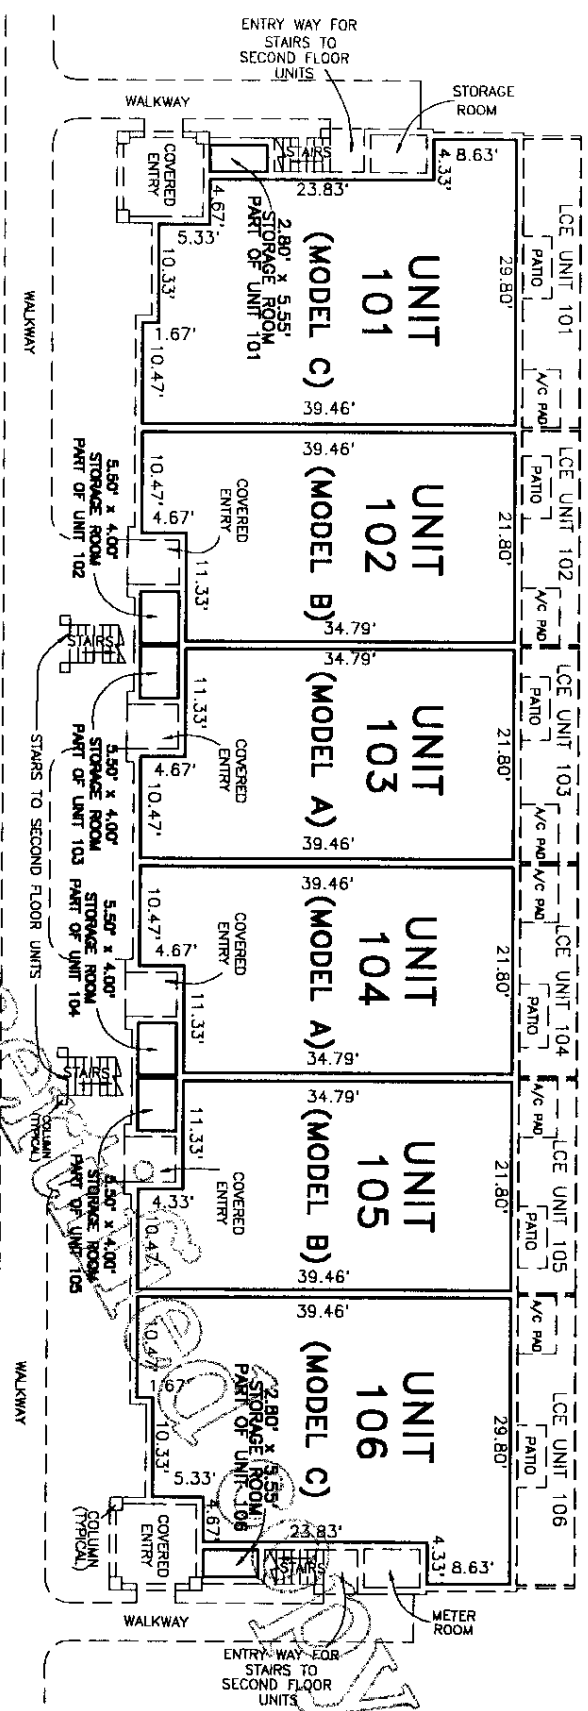 ENTRY WAY FOR
STAIRS TO
SECOND FLOOR
UNITS
WALKWAY
STORAGE
ROOM
COVERED
ENTRY
STAIRS
4.33'
8.63'
23.83'
4.67'
5.33'
2.80' x 5.55'
STORAGE ROOM
PART OF UNIT 101
10.33'
1.67'
10.47'
UNIT
101
(MODEL C)
29.80'
39.46'
LCE UNIT 101
PATIO
A/C PAD
WALKWAY
39.46'
10.47'
4.67'
COVERED
ENTRY
11.33'
UNIT
102
(MODEL B)
21.80'
34.79'
LCE UNIT 102
PATIO
A/C PAD
5.50' x 4.00'
STORAGE ROOM
PART OF UNIT 102
STAIRS
STAIRS TO SECOND FLOOR UNITS
34.79'
11.33'
COVERED
ENTRY
4.67'
10.47'
UNIT
103
(MODEL A)
21.80'
39.46'
LCE UNIT 103
PATIO
A/C PAD
5.50' x 4.00'
STORAGE ROOM
PART OF UNIT 103
39.46'
10.47'
4.67'
COVERED
ENTRY
11.33'
UNIT
104
(MODEL A)
21.80'
34.79'
LCE UNIT 104
A/C PAD
PATIO
5.50' x 4.00'
STORAGE ROOM
PART OF UNIT 104
STAIRS
COLUMN
(TYPICAL)
34.79'
11.33'
COVERED
ENTRY
4.33'
10.47'
UNIT
105
(MODEL B)
21.80'
39.46'
LCE UNIT 105
A/C PAD
PATIO
5.50' x 4.00'
STORAGE ROOM
PART OF UNIT 105
WALKWAY
39.46'
10.47'
1.67'
10.33'
5.33'
4.67'
UNIT
106
(MODEL C)
29.80'
LCE UNIT 106
A/C PAD
PATIO
2.80' x 5.55'
STORAGE ROOM
PART OF UNIT 106
23.83'
4.33'
8.63'
COLUMN
(TYPICAL)
COVERED
ENTRY
STAIRS
WALKWAY
METER
ROOM
ENTRY WAY FOR
STAIRS TO
SECOND FLOOR
UNITS